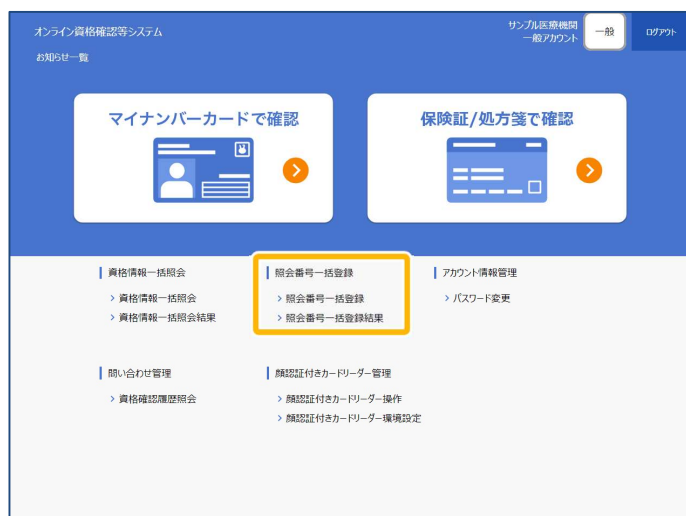 オンライン資格確認等システム
サンプル医療機関
一般アカウント
一般
ログアウト
お知らせ一覧
マイナンバーカードで確認
保険証/処方箋で確認
資格情報一括照会
資格情報一括照会
資格情報一括照会結果
照会番号一括登録
照会番号一括登録
照会番号一括登録結果
アカウント情報管理
パスワード変更
問い合わせ管理
資格確認履歴照会
顔認証付きカードリーダー管理
顔認証付きカードリーダー操作
顔認証付きカードリーダー環境設定